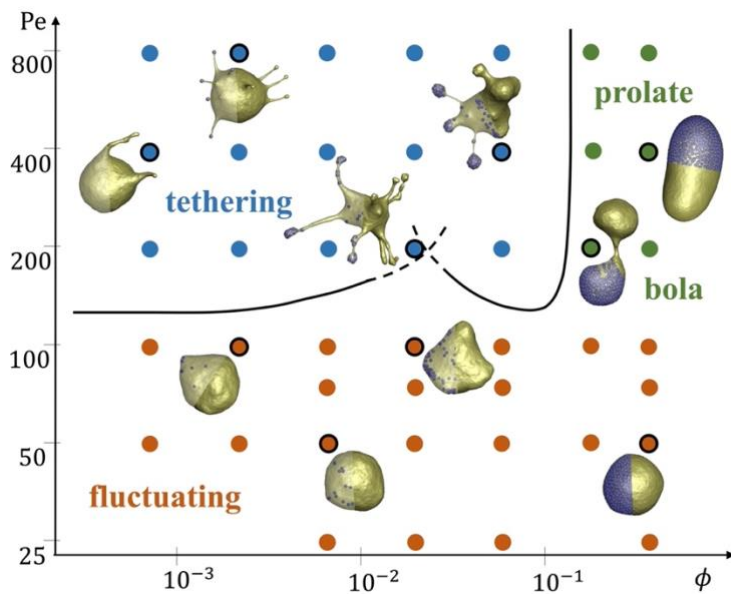 Pe
800
prolate
400
tethering
200
bola
100
50
fluctuating
25
10⁻³
10⁻²
10⁻¹
ϕ